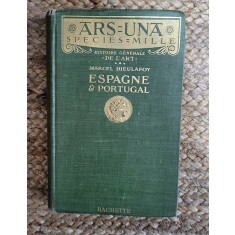 ARS=UNA
SPECIES=MILLE
HISTOIRE GÉNÉRALE
-DE L'ART-
MARCEL DIEULAFOY
ESPAGNE
& PORTUGAL
HACHETTE